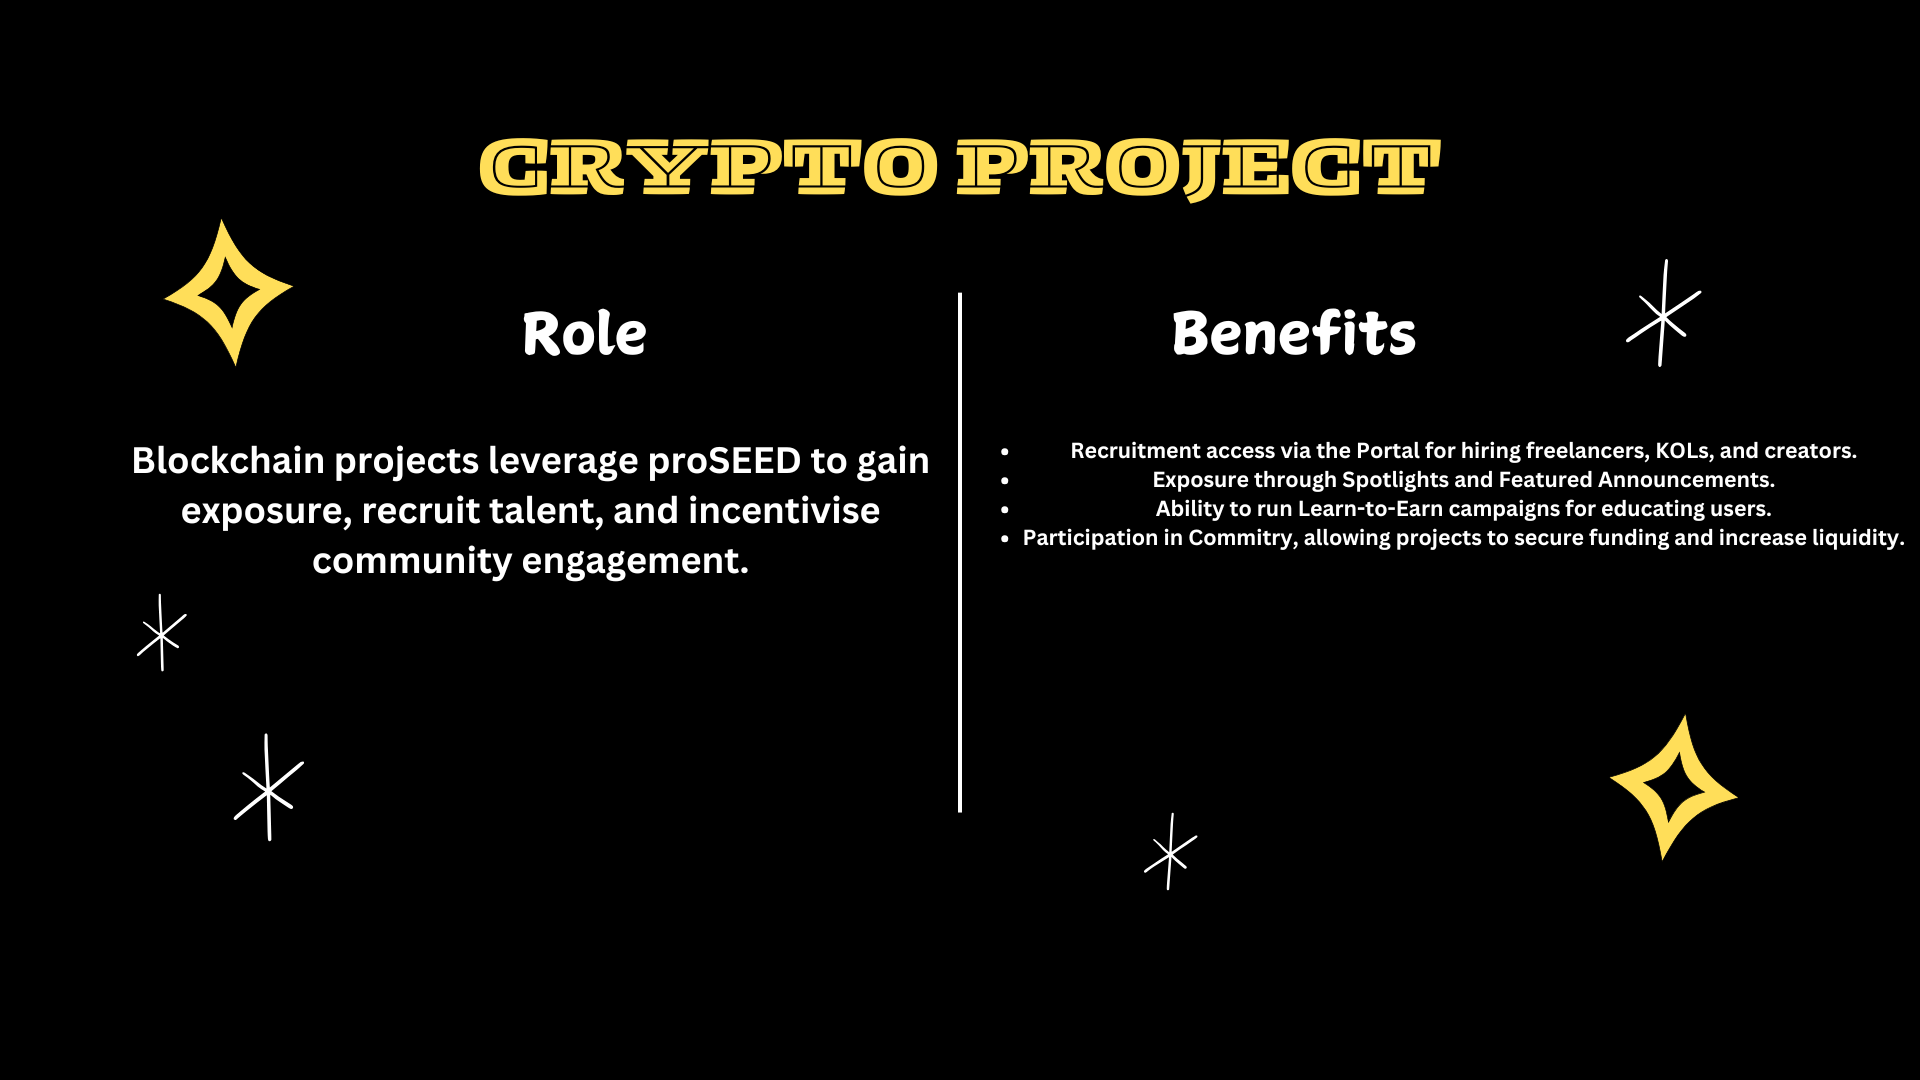 CRYPTO PROJECT
Role
Blockchain projects leverage proSEED to gain
exposure, recruit talent, and incentivise
community engagement.
Benefits
• Recruitment access via the Portal for hiring freelancers, KOLs, and creators.
• Exposure through Spotlights and Featured Announcements.
• Ability to run Learn-to-Earn campaigns for educating users.
• Participation in Commitry, allowing projects to secure funding and increase liquidity.